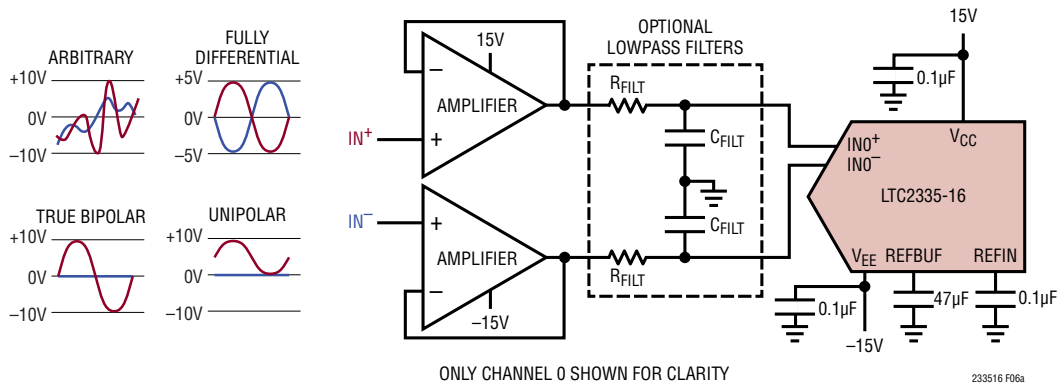 ARBITRARY
+10V
0V
–10V
FULLY
DIFFERENTIAL
+5V
0V
–5V
TRUE BIPOLAR
+10V
0V
–10V
UNIPOLAR
+10V
0V
–10V
15V
–
AMPLIFIER
IN+
+
IN–
+
AMPLIFIER
–
–15V
OPTIONAL
LOWPASS FILTERS
RFILT
CFILT
CFILT
RFILT
15V
0.1µF
IN0+
IN0–
VCC
LTC2335-16
VEE
REFBUF
REFIN
0.1µF
47µF
0.1µF
–15V
ONLY CHANNEL 0 SHOWN FOR CLARITY
233516 F06a